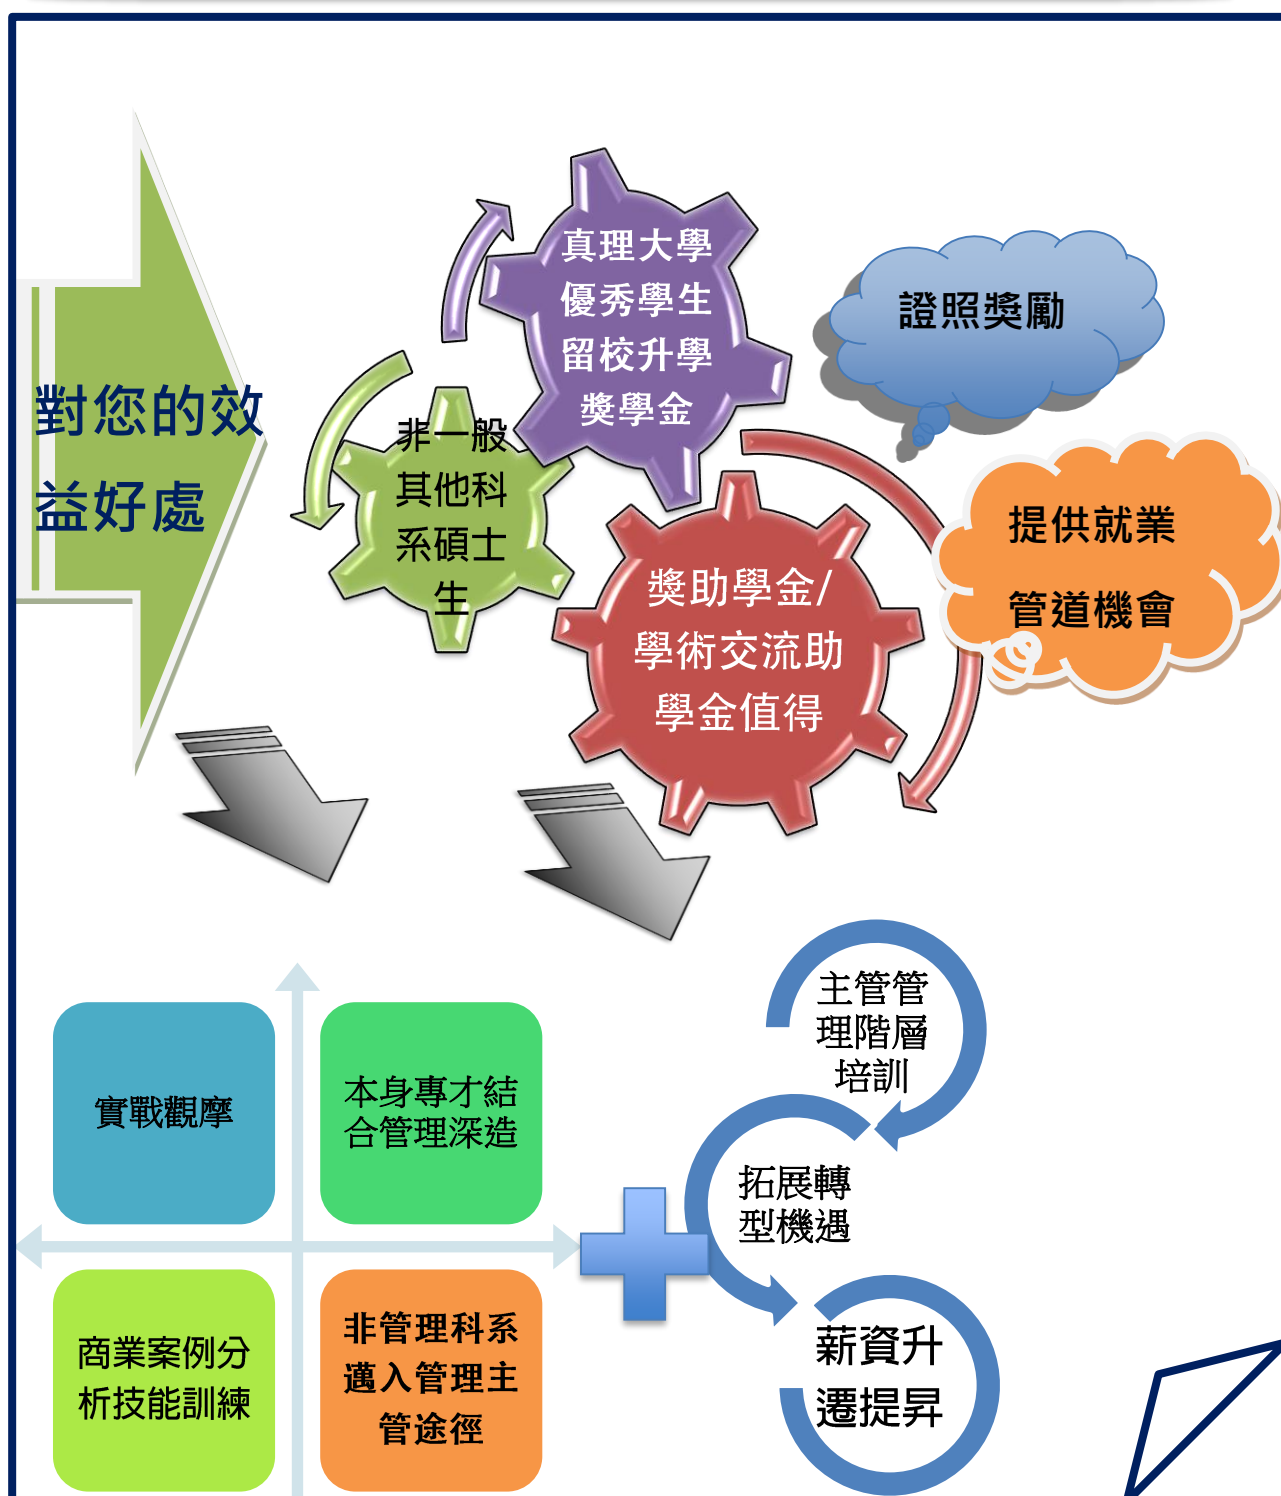 對您的效
益好處
真理大學
優秀學生
留校升學
獎學金
非一般
其他科
系碩士
生
獎助學金/
學術交流助
學金值得
證照獎勵
提供就業
管道機會
實戰觀摩
本身專才結
合管理深造
商業案例分
析技能訓練
非管理科系
邁入管理主
管途徑
主管管
理階層
培訓
拓展轉
型機遇
薪資升
遷提昇